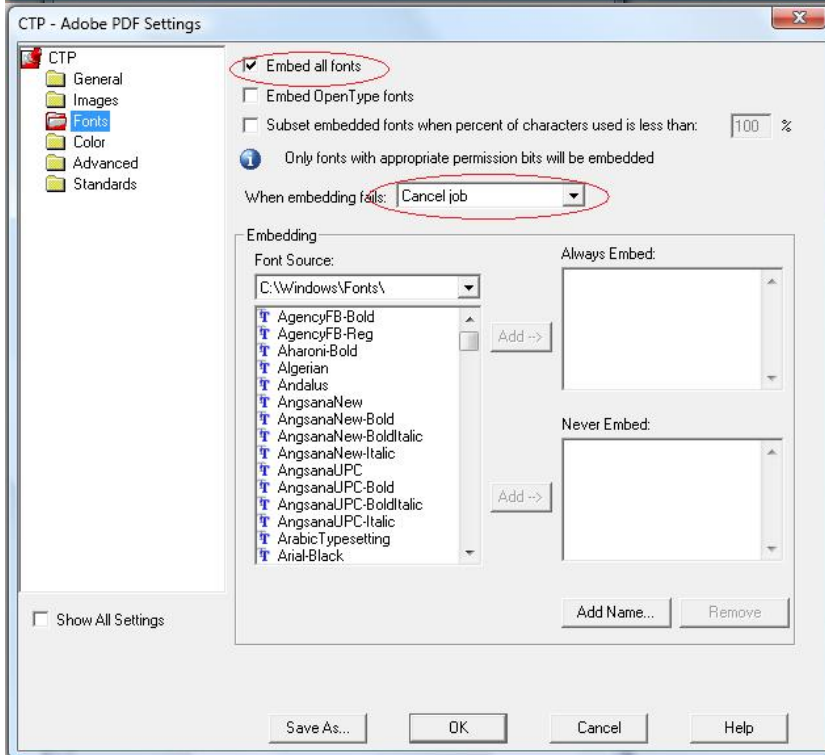 CTP - Adobe PDF Settings
CTP
General
Images
Fonts
Color
Advanced
Standards
Show All Settings
Embed all fonts
Embed OpenType fonts
Subset embedded fonts when percent of characters used is less than: 100 %
Only fonts with appropriate permission bits will be embedded
When embedding fails: Cancel job
Embedding
Font Source:
C:\Windows\Fonts\
AgencyFB-Bold
AgencyFB-Reg
Aharoni-Bold
Algerian
Andalus
AngsanaNew
AngsanaNew-Bold
AngsanaNew-BoldItalic
AngsanaNew-Italic
AngsanaUPC
AngsanaUPC-Bold
AngsanaUPC-BoldItalic
AngsanaUPC-Italic
ArabicTypesetting
Arial-Black
Add -->
Add -->
Always Embed:
Never Embed:
Add Name... Remove
Save As... OK Cancel Help